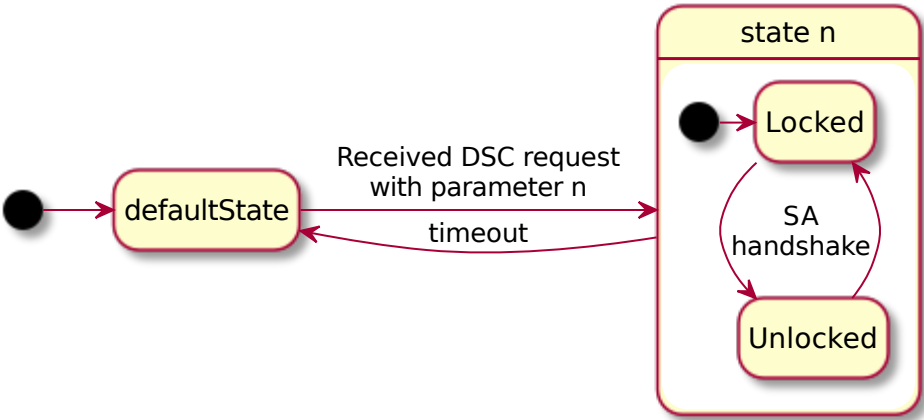 state n
Locked
Received DSC request
with parameter n
defaultState
timeout
SA
handshake
Unlocked